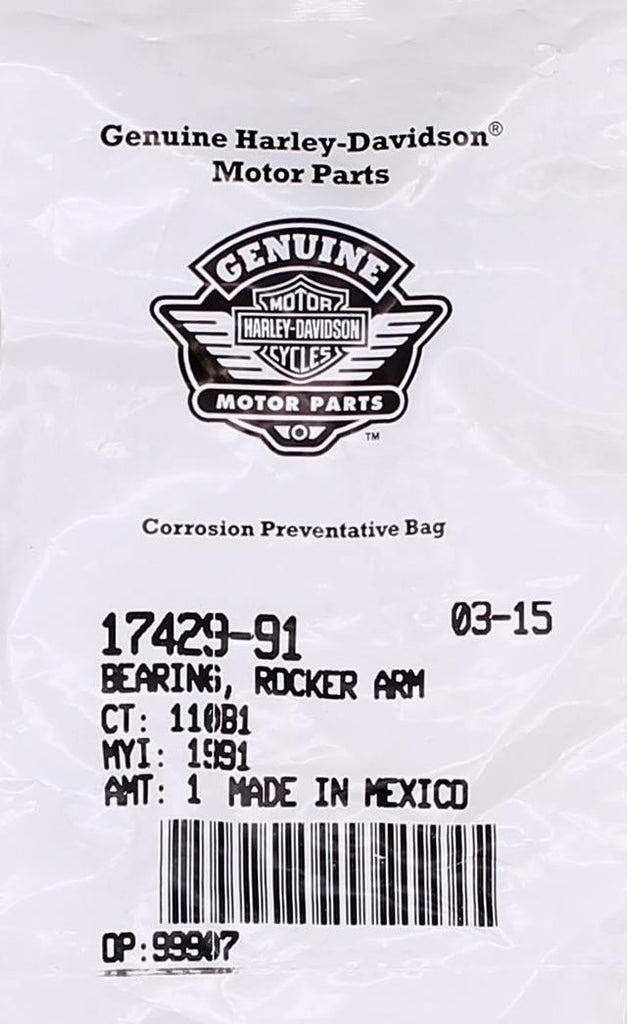 Genuine Harley-Davidson®
Motor Parts
GENUINE
MOTOR
HARLEY-DAVIDSON
CYCLES
MOTOR PARTS
TM
Corrosion Preventative Bag
17429-91 03-15
BEARING, ROCKER ARM
CT: 110B1
MYI: 1991
AMT: 1 MADE IN MEXICO
OP:99907